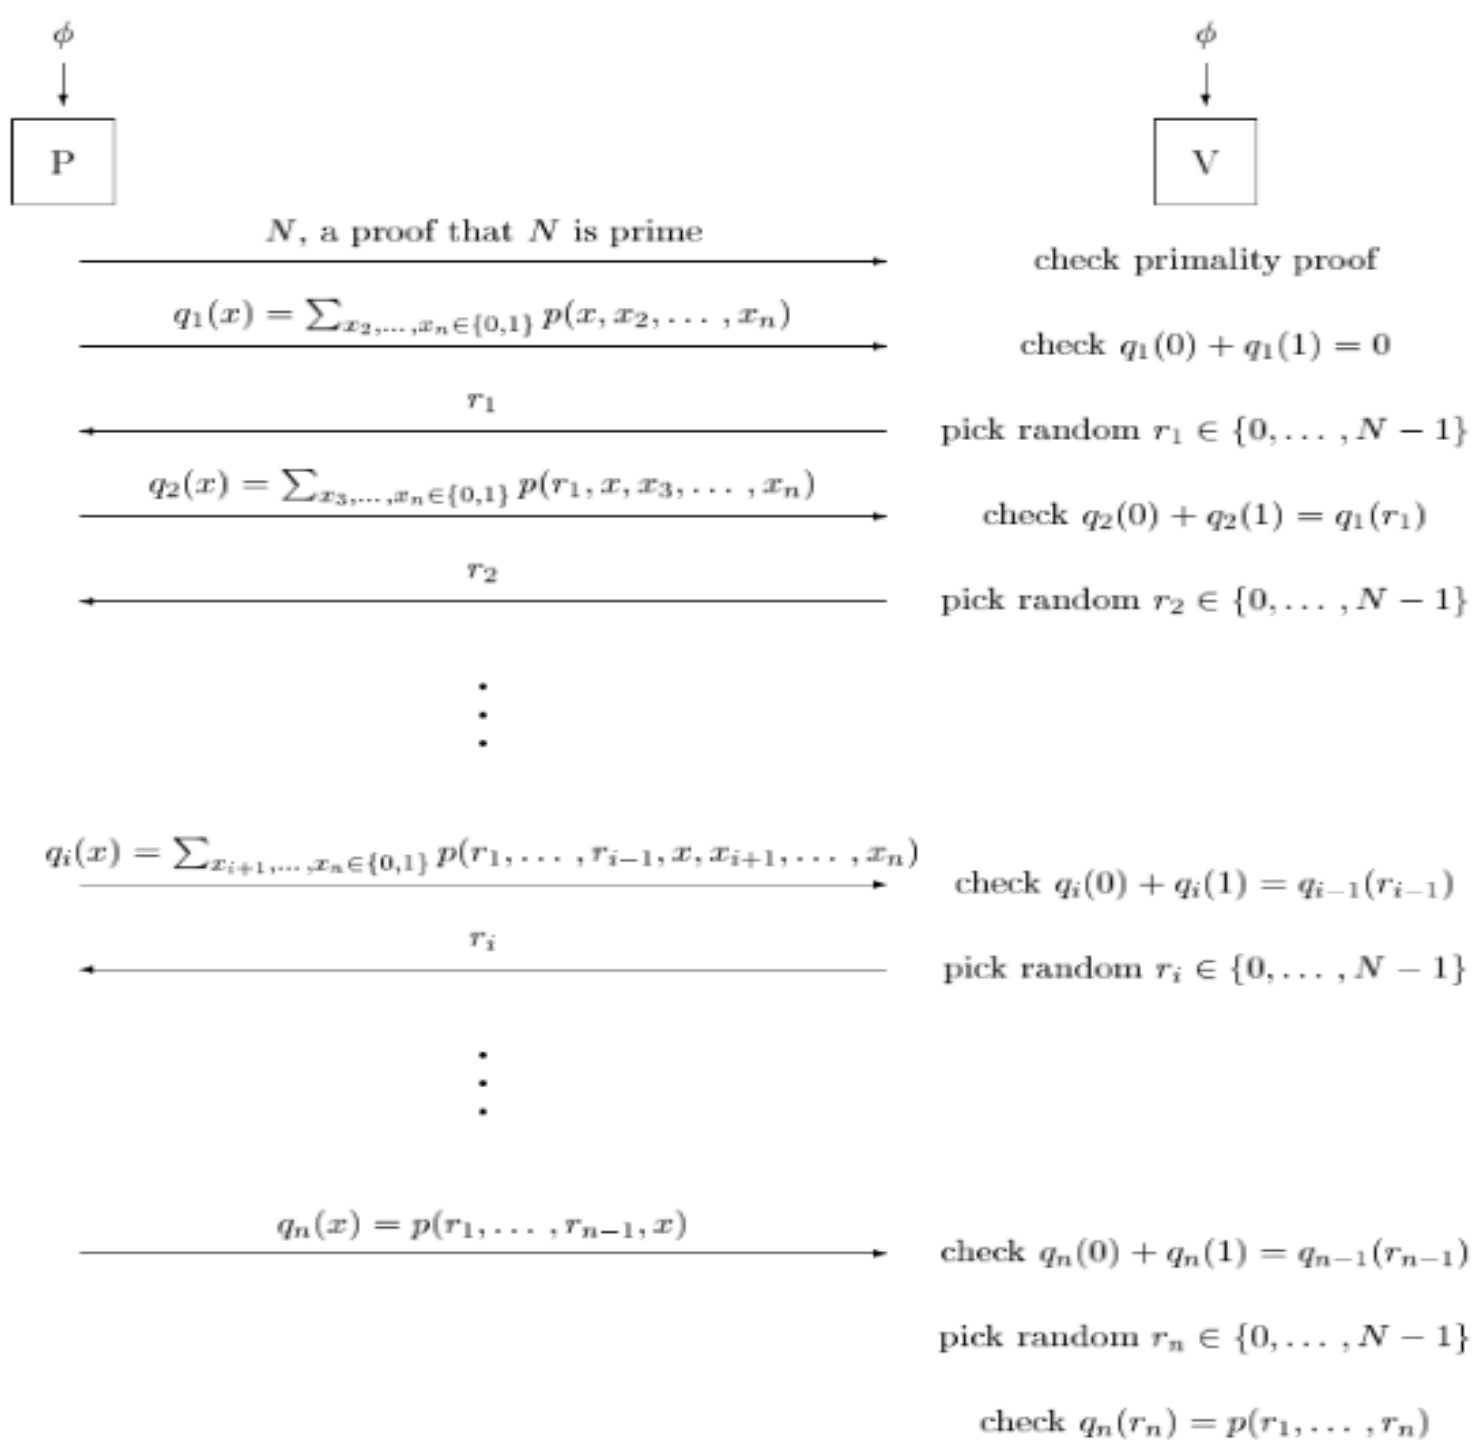 ϕ ϕ
P V
N, a proof that N is prime
check primality proof
q₁(x) = ∑_{x₂,...,xₙ∈{0,1}} p(x, x₂, ... , xₙ)
check q₁(0) + q₁(1) = 0
r₁
pick random r₁ ∈ {0, ... , N − 1}
q₂(x) = ∑_{x₃,...,xₙ∈{0,1}} p(r₁, x, x₃, ... , xₙ)
check q₂(0) + q₂(1) = q₁(r₁)
r₂
pick random r₂ ∈ {0, ... , N − 1}
⋮
qᵢ(x) = ∑_{xᵢ₊₁,...,xₙ∈{0,1}} p(r₁, ... , rᵢ₋₁, x, xᵢ₊₁, ... , xₙ)
check qᵢ(0) + qᵢ(1) = qᵢ₋₁(rᵢ₋₁)
rᵢ
pick random rᵢ ∈ {0, ... , N − 1}
⋮
qₙ(x) = p(r₁, ... , rₙ₋₁, x)
check qₙ(0) + qₙ(1) = qₙ₋₁(rₙ₋₁)
pick random rₙ ∈ {0, ... , N − 1}
check qₙ(rₙ) = p(r₁, ... , rₙ)